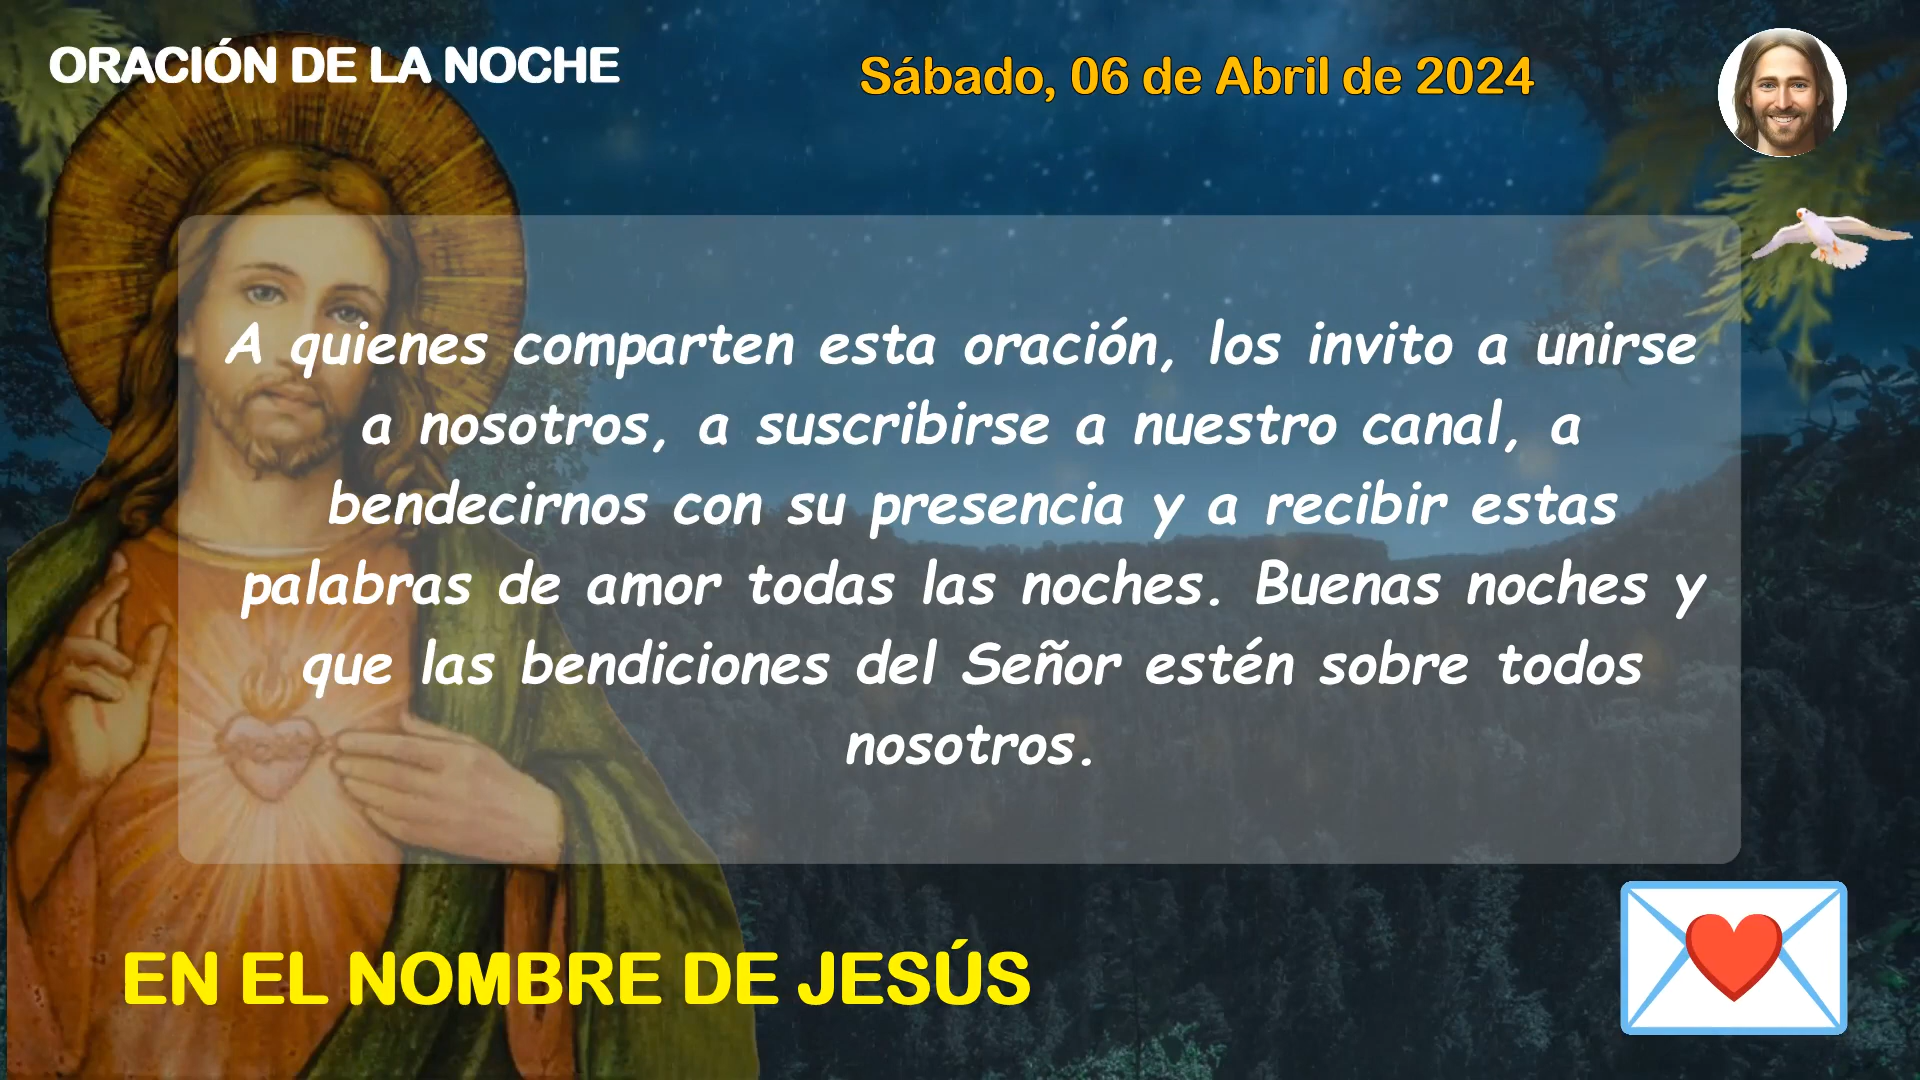 ORACIÓN DE LA NOCHE
Sábado, 06 de Abril de 2024
A quienes comparten esta oración, los invito a unirse
a nosotros, a suscribirse a nuestro canal, a
bendecirnos con su presencia y a recibir estas
palabras de amor todas las noches. Buenas noches y
que las bendiciones del Señor estén sobre todos
nosotros.
EN EL NOMBRE DE JESÚS